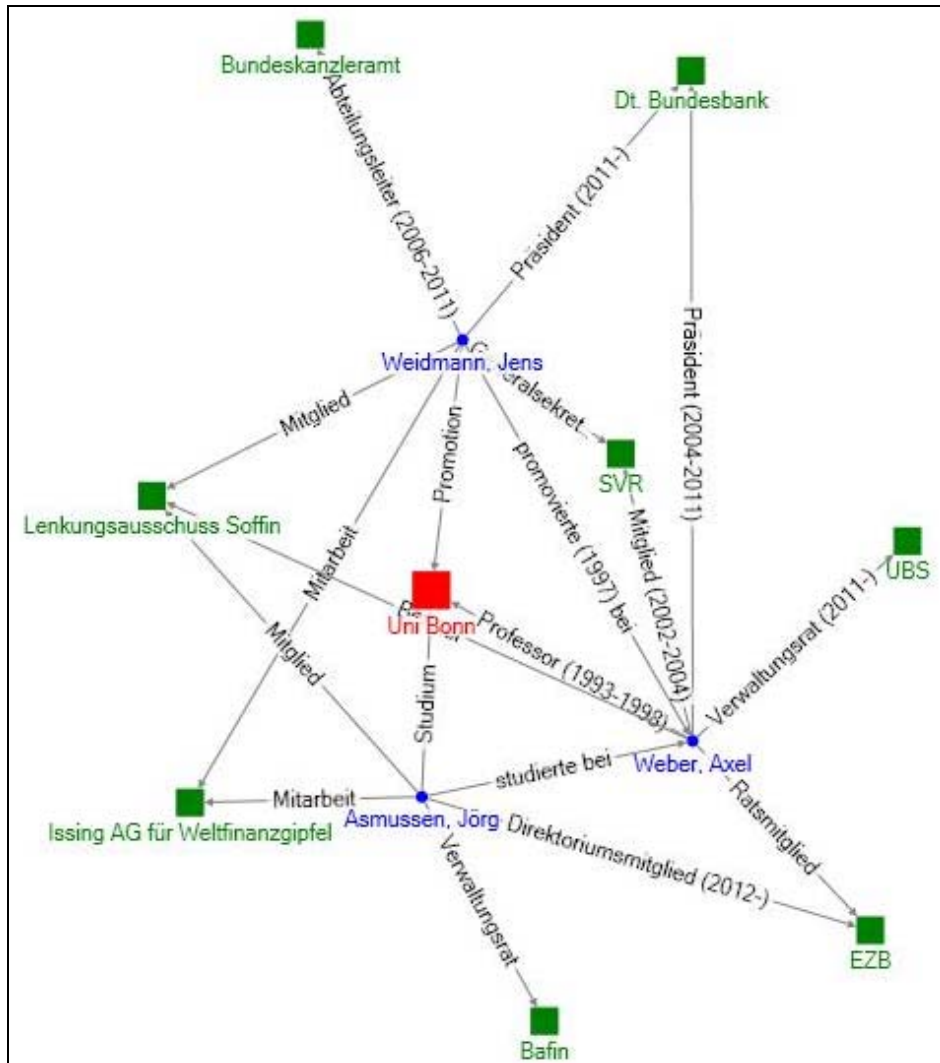 Bundeskanzleramt
Dt. Bundesbank
Abteilungsleiter (2006-2011)
Präsident (2011-)
Präsident (2004-2011)
Weidmann, Jens
Mitglied
Promotion
promovierte (1997) bei
SVR
Mitglied (2002-2004)
Lenkungsausschuss Soffin
Mitarbeit
UBS
Verwaltungsrat (2011-)
Uni Bonn
Professor (1993-1998)
Mitglied
Studium
studierte bei
Weber, Axel
Mitarbeit
Issing AG für Weltfinanzgipfel
Asmussen, Jörg
Direktoriumsmitglied (2012-)
Ratsmitglied
Verwaltungsrat
EZB
Bafin